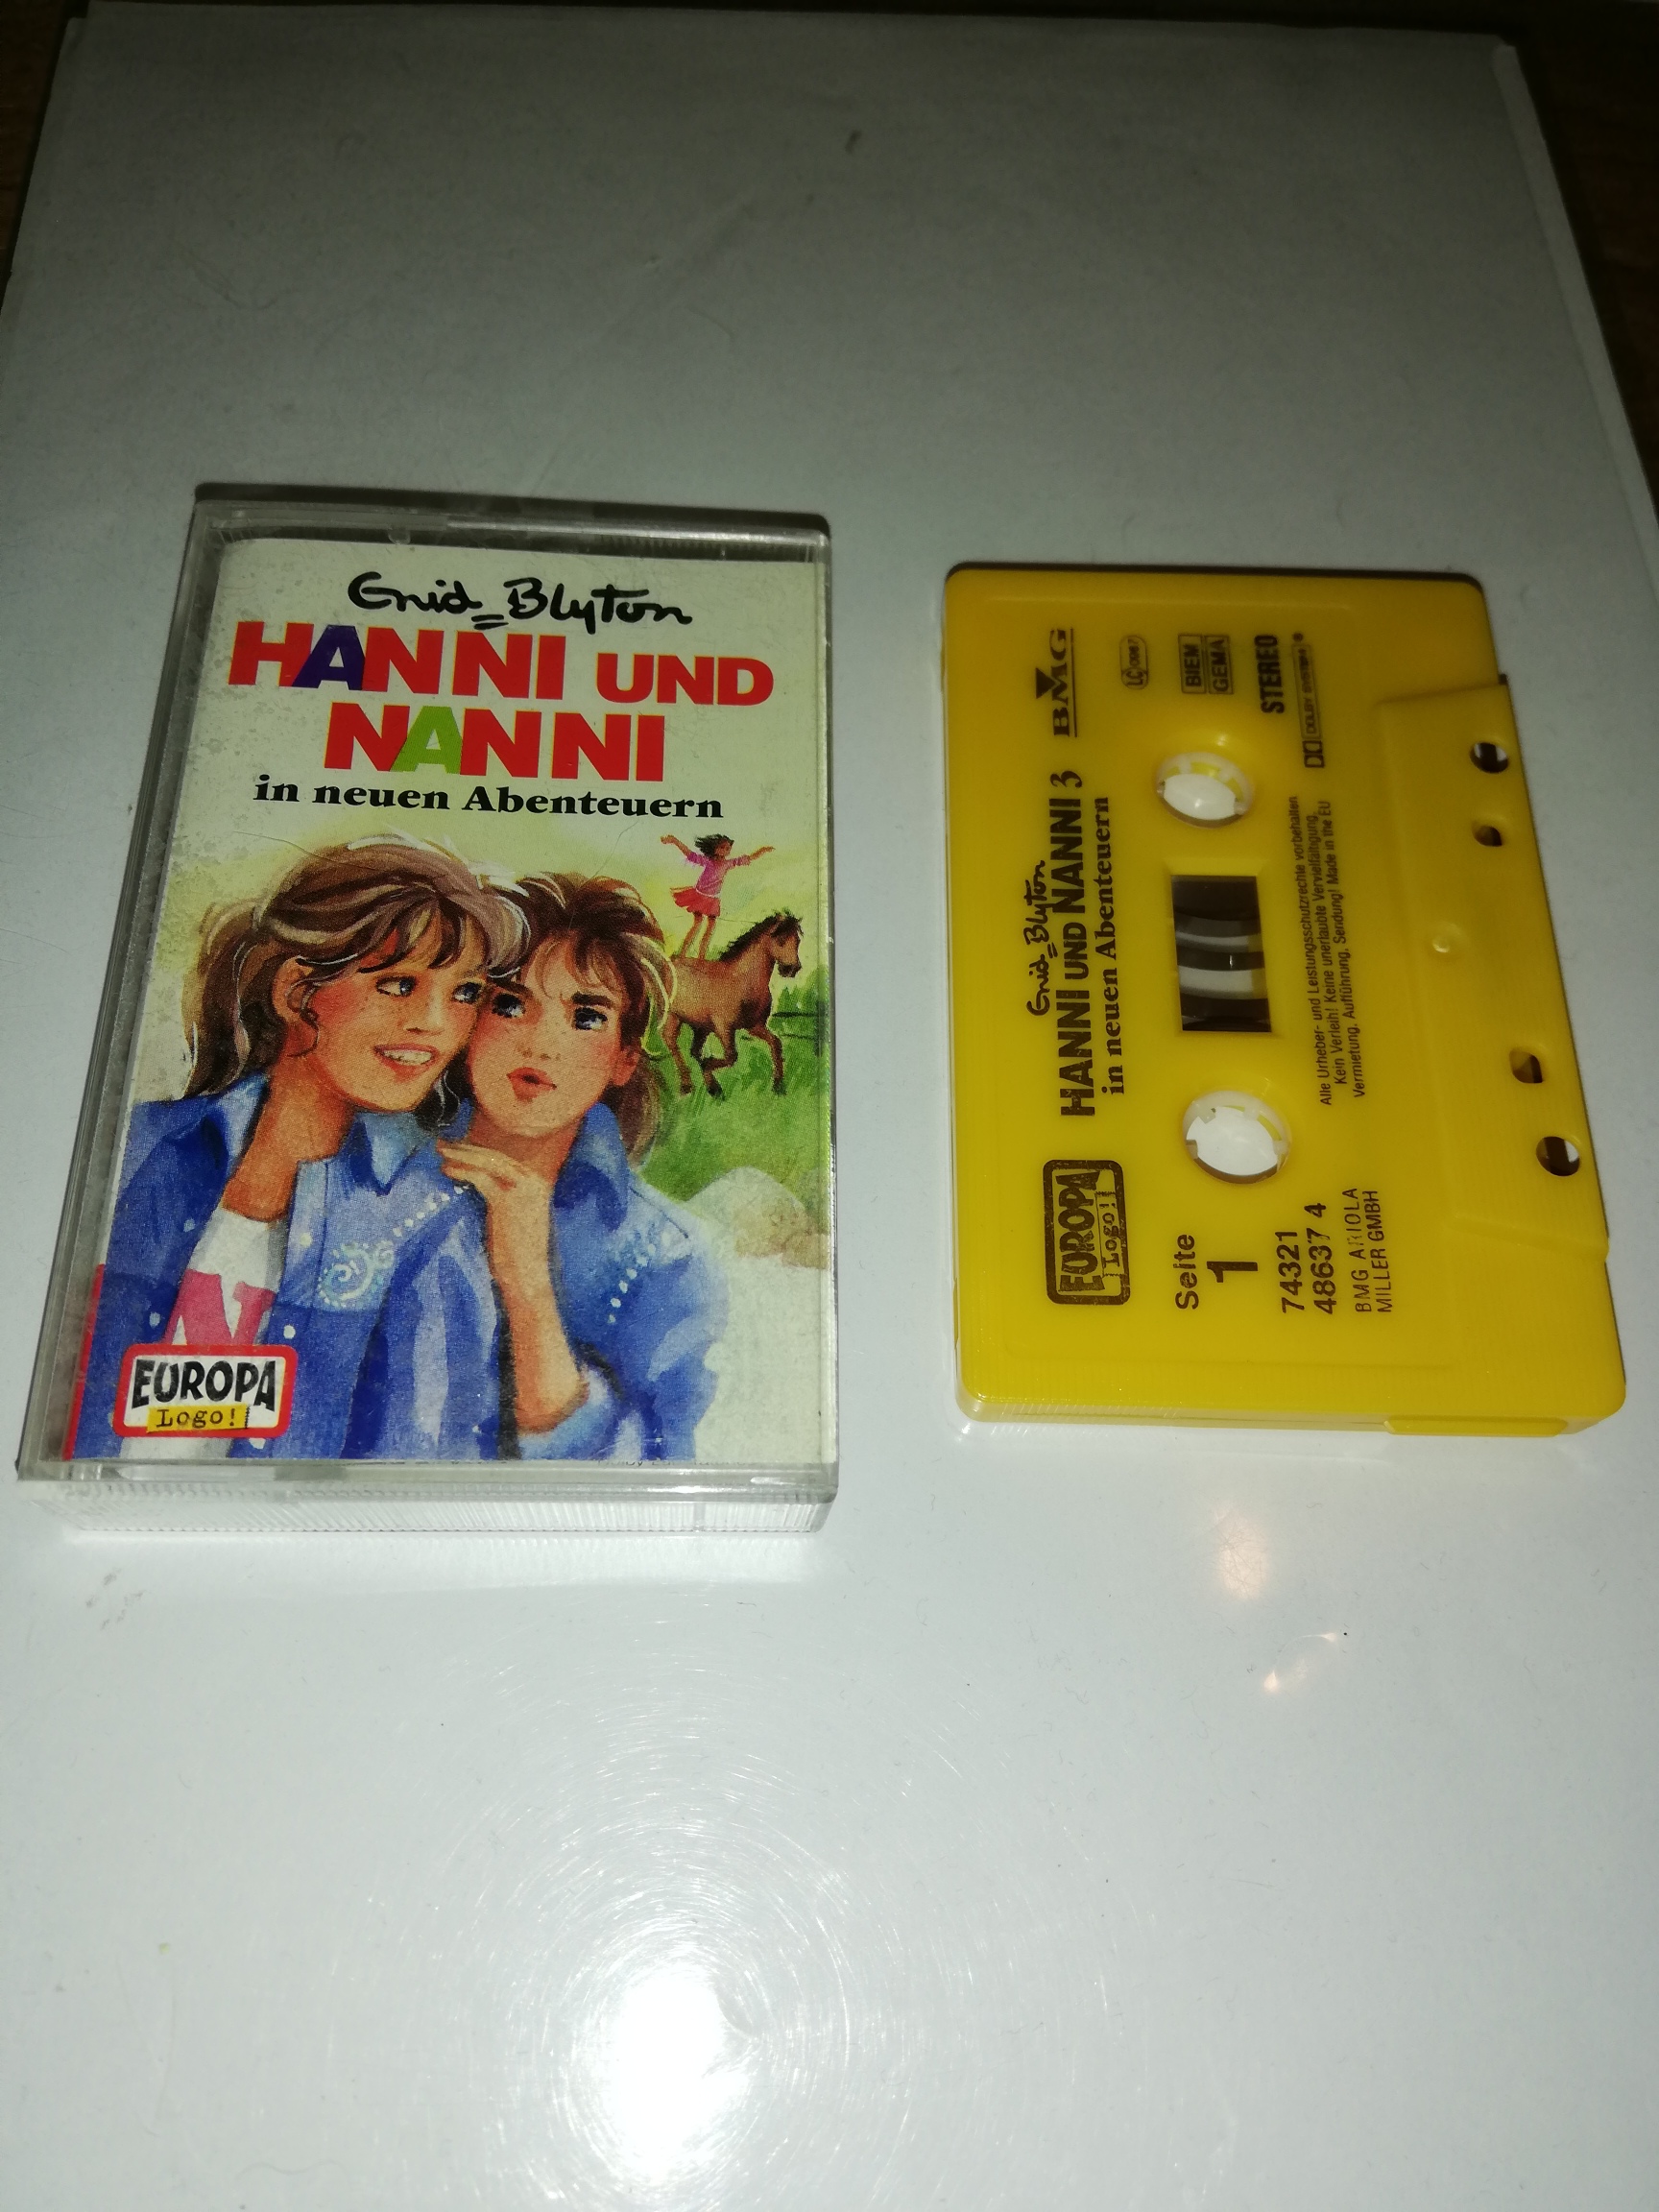 Enid Blyton
HANNI UND
NANNI
in neuen Abenteuern
N
EUROPA
Logo!
EUROPA
Logo!
Enid Blyton
HANNI UND NANNI 3
in neuen Abenteuern
BMG
LC 0967
BIEM
GEMA
STEREO
DOLBY SYSTEM
Seite
1
74321
48637 4
BMG ARIOLA
MILLER GMBH
Alle Urheber- und Leistungsschutzrechte vorbehalten
Kein Verleih! Keine unerlaubte Vervielfältigung,
Vermietung, Aufführung, Sendung! Made in the EU